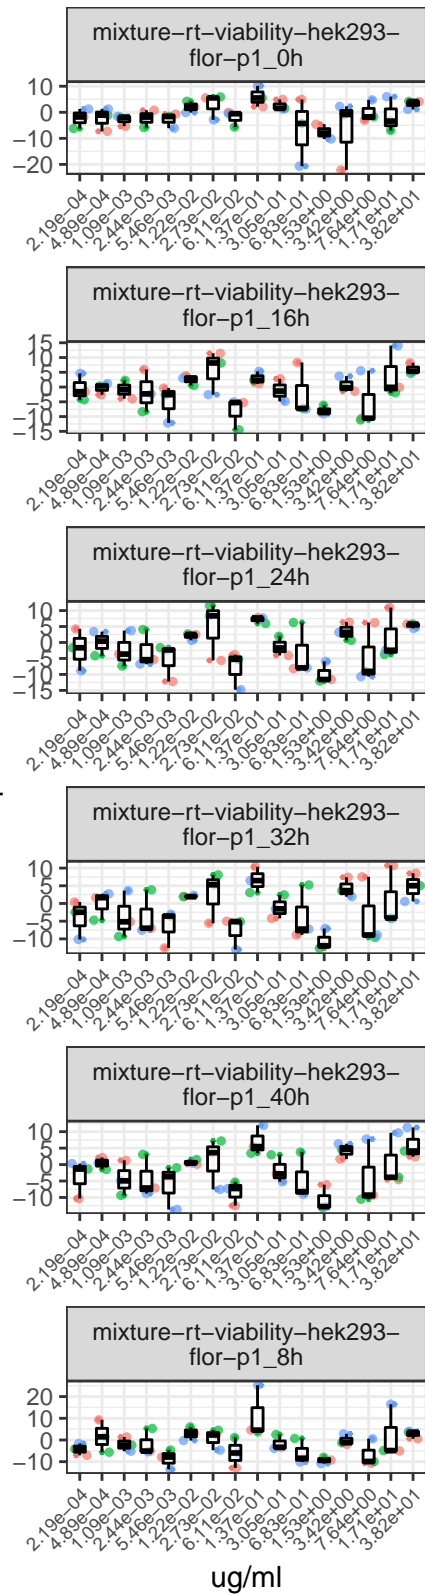 mixture-rt-viability-hek293-
flor-p1_0h
10
0
-10
-20
2.19e-04
4.89e-04
1.09e-03
2.44e-03
5.46e-03
1.22e-02
2.73e-02
6.11e-02
1.37e-01
3.05e-01
6.83e-01
1.53e+00
3.42e+00
7.64e+00
1.71e+01
3.82e+01
mixture-rt-viability-hek293-
flor-p1_16h
15
10
5
0
-5
-10
-15
2.19e-04
4.89e-04
1.09e-03
2.44e-03
5.46e-03
1.22e-02
2.73e-02
6.11e-02
1.37e-01
3.05e-01
6.83e-01
1.53e+00
3.42e+00
7.64e+00
1.71e+01
3.82e+01
mixture-rt-viability-hek293-
flor-p1_24h
10
5
0
-5
-10
-15
2.19e-04
4.89e-04
1.09e-03
2.44e-03
5.46e-03
1.22e-02
2.73e-02
6.11e-02
1.37e-01
3.05e-01
6.83e-01
1.53e+00
3.42e+00
7.64e+00
1.71e+01
3.82e+01
mixture-rt-viability-hek293-
flor-p1_32h
10
5
0
-5
-10
2.19e-04
4.89e-04
1.09e-03
2.44e-03
5.46e-03
1.22e-02
2.73e-02
6.11e-02
1.37e-01
3.05e-01
6.83e-01
1.53e+00
3.42e+00
7.64e+00
1.71e+01
3.82e+01
mixture-rt-viability-hek293-
flor-p1_40h
10
5
0
-5
-10
2.19e-04
4.89e-04
1.09e-03
2.44e-03
5.46e-03
1.22e-02
2.73e-02
6.11e-02
1.37e-01
3.05e-01
6.83e-01
1.53e+00
3.42e+00
7.64e+00
1.71e+01
3.82e+01
mixture-rt-viability-hek293-
flor-p1_8h
20
10
0
-10
2.19e-04
4.89e-04
1.09e-03
2.44e-03
5.46e-03
1.22e-02
2.73e-02
6.11e-02
1.37e-01
3.05e-01
6.83e-01
1.53e+00
3.42e+00
7.64e+00
1.71e+01
3.82e+01
ug/ml